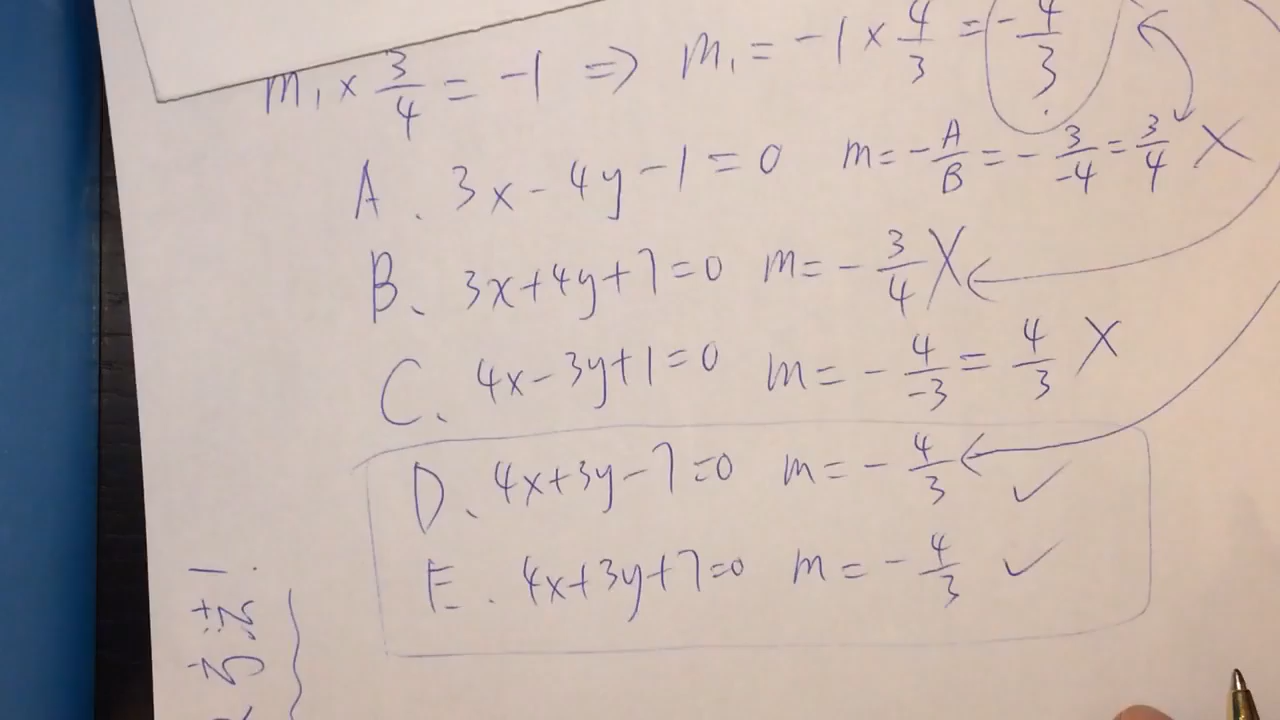 m₁ × 3/4 = -1 ⇒ m₁ = -1 × 4/3 = -4/3
A. 3x - 4y - 1 = 0 m = -A/B = -3/-4 = 3/4 ✗
B、3x + 4y + 7 = 0 m = -3/4 ✗
C、4x - 3y + 1 = 0 m = -4/-3 = 4/3 ✗
D、4x + 3y - 7 = 0 m = -4/3 ✓
E. 4x + 3y + 7 = 0 m = -4/3 ✓